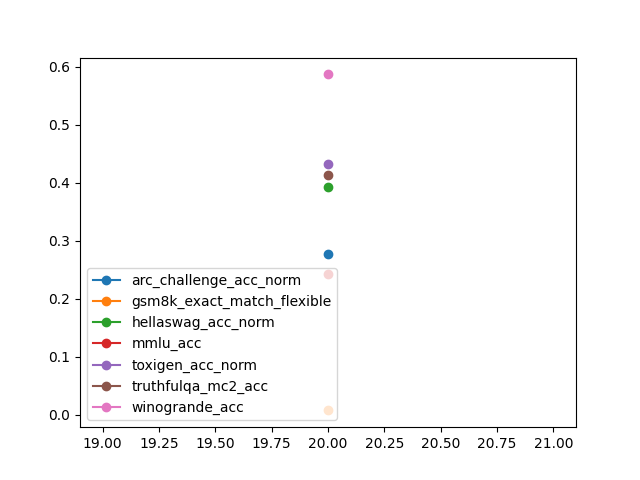 0.6
0.5
0.4
0.3
0.2
0.1
0.0
arc_challenge_acc_norm
gsm8k_exact_match_flexible
hellaswag_acc_norm
mmlu_acc
toxigen_acc_norm
truthfulqa_mc2_acc
winogrande_acc
19.00 19.25 19.50 19.75 20.00 20.25 20.50 20.75 21.00